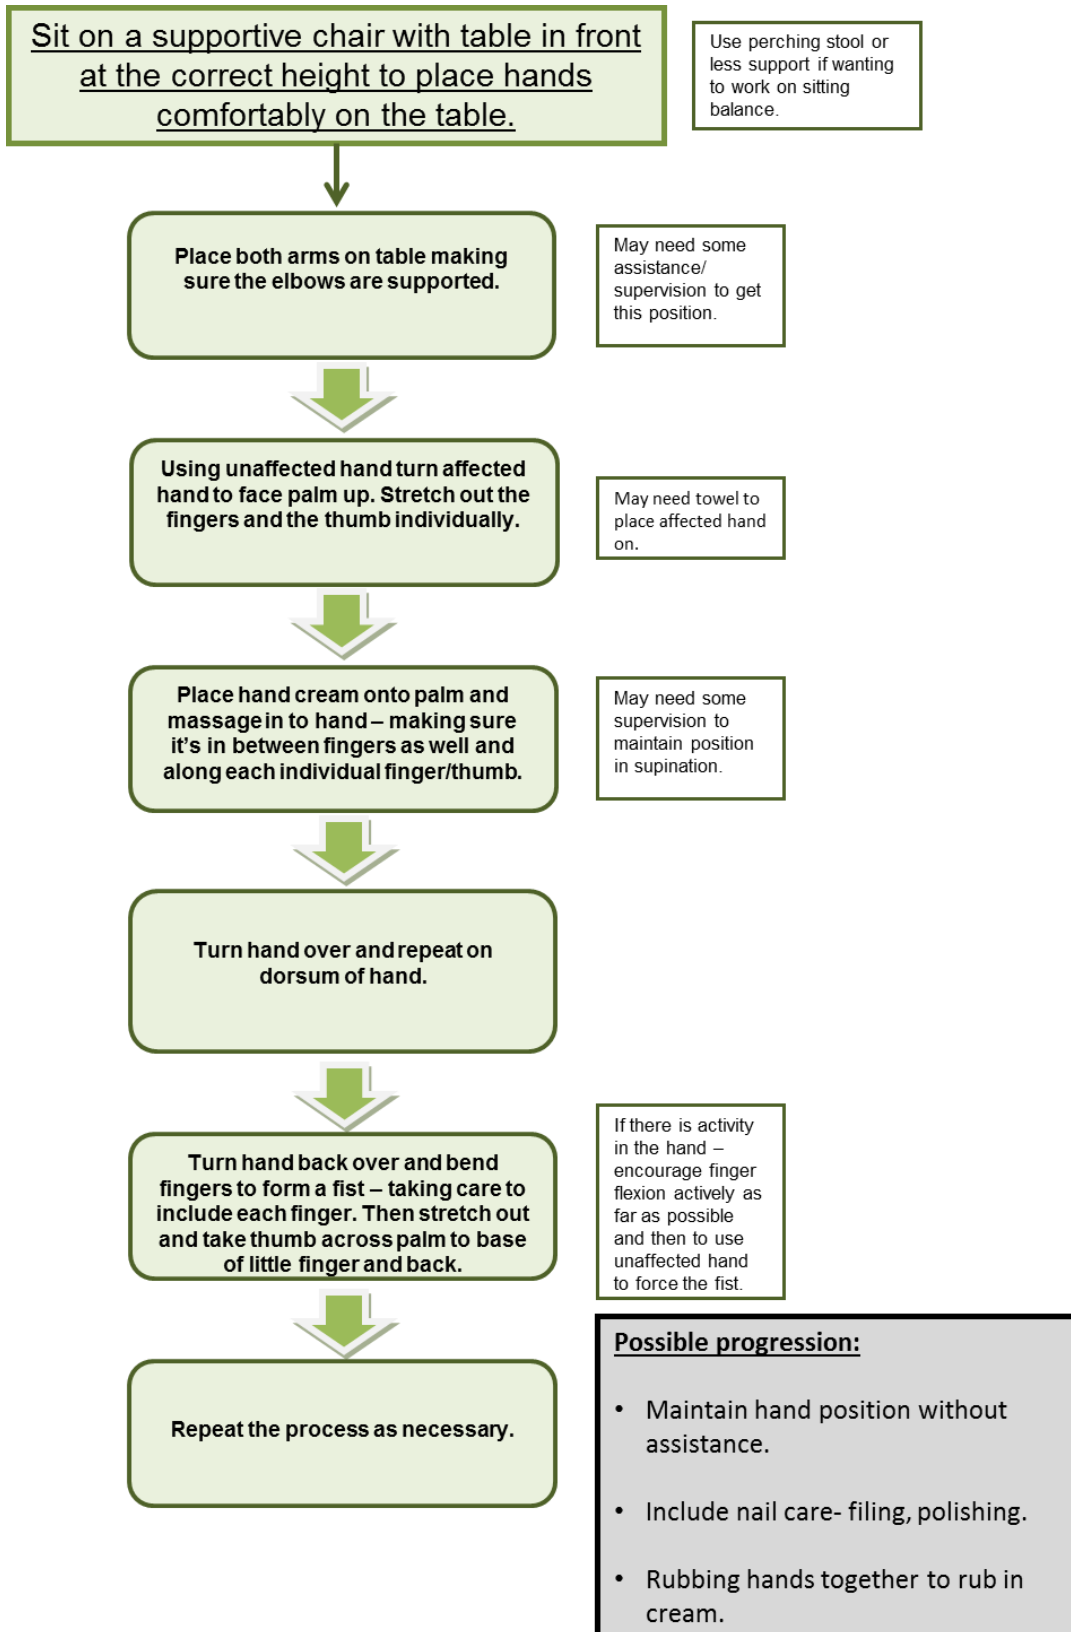 Sit on a supportive chair with table in front
at the correct height to place hands
comfortably on the table.
Use perching stool or
less support if wanting
to work on sitting
balance.
Place both arms on table making
sure the elbows are supported.
May need some
assistance/
supervision to get
this position.
Using unaffected hand turn affected
hand to face palm up. Stretch out the
fingers and the thumb individually.
May need towel to
place affected hand
on.
Place hand cream onto palm and
massage in to hand – making sure
it's in between fingers as well and
along each individual finger/thumb.
May need some
supervision to
maintain position
in supination.
Turn hand over and repeat on
dorsum of hand.
Turn hand back over and bend
fingers to form a fist – taking care to
include each finger. Then stretch out
and take thumb across palm to base
of little finger and back.
If there is activity
in the hand –
encourage finger
flexion actively as
far as possible
and then to use
unaffected hand
to force the fist.
Repeat the process as necessary.
Possible progression:
• Maintain hand position without
assistance.
• Include nail care- filing, polishing.
• Rubbing hands together to rub in
cream.